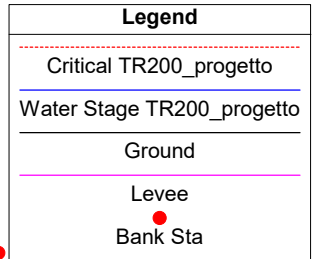 Legend
Critical TR200_progetto
Water Stage TR200_progetto
Ground
Levee
Bank Sta